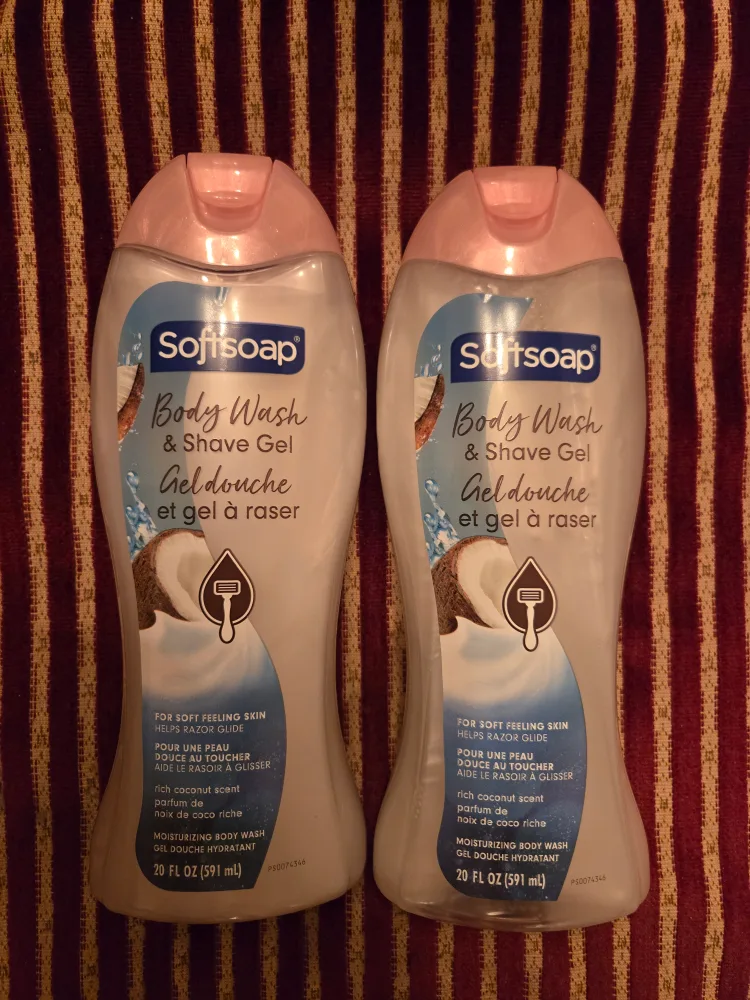 Softsoap®
Body Wash
& Shave Gel
Gel douche
et gel à raser
FOR SOFT FEELING SKIN
HELPS RAZOR GLIDE
POUR UNE PEAU
DOUCE AU TOUCHER
AIDE LE RASOIR À GLISSER
rich coconut scent
parfum de
noix de coco riche
MOISTURIZING BODY WASH
GEL DOUCHE HYDRATANT
20 FL OZ (591 mL)
P50074346
Softsoap®
Body Wash
& Shave Gel
Gel douche
et gel à raser
FOR SOFT FEELING SKIN
HELPS RAZOR GLIDE
POUR UNE PEAU
DOUCE AU TOUCHER
AIDE LE RASOIR À GLISSER
rich coconut scent
parfum de
noix de coco riche
MOISTURIZING BODY WASH
GEL DOUCHE HYDRATANT
20 FL OZ (591 mL)
P50074346